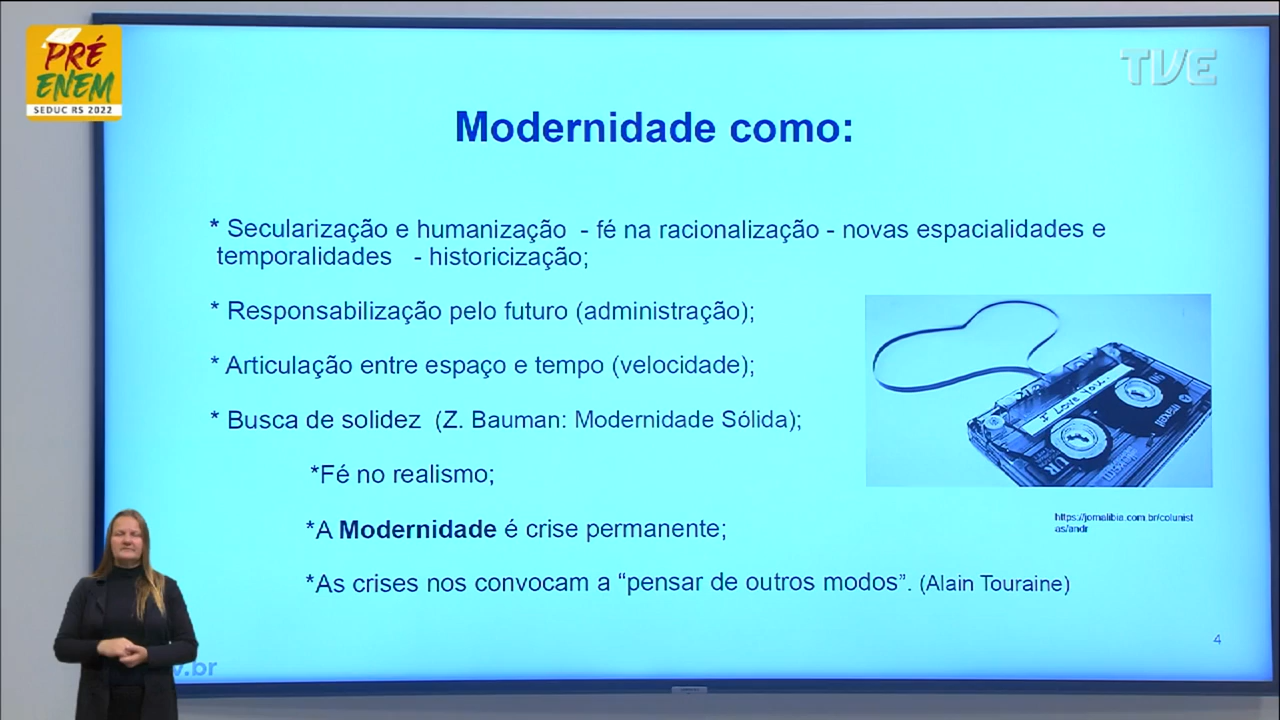 PRÉ
ENEM
SEDUC RS 2022
TVE
Modernidade como:
* Secularização e humanização - fé na racionalização - novas espacialidades e
temporalidades - historicização;
* Responsabilização pelo futuro (administração);
* Articulação entre espaço e tempo (velocidade);
* Busca de solidez (Z. Bauman: Modernidade Sólida);
*Fé no realismo;
*A Modernidade é crise permanente;
*As crises nos convocam a “pensar de outros modos”. (Alain Touraine)
I LOVE YOU...
UR
https://jornalibia.com.br/colunist
as/andr
4
v.br